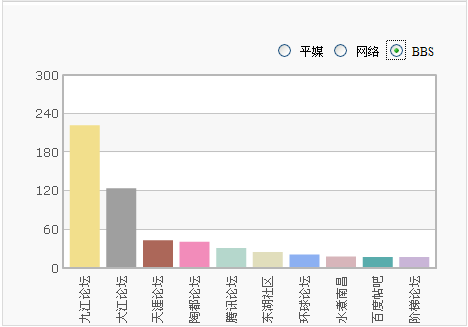 平媒 网络 BBS
300
240
180
120
60
0
九江论坛
大江论坛
天涯论坛
陶都论坛
腾讯论坛
东湖社区
环球论坛
水煮南昌
百度帖吧
阶梯论坛